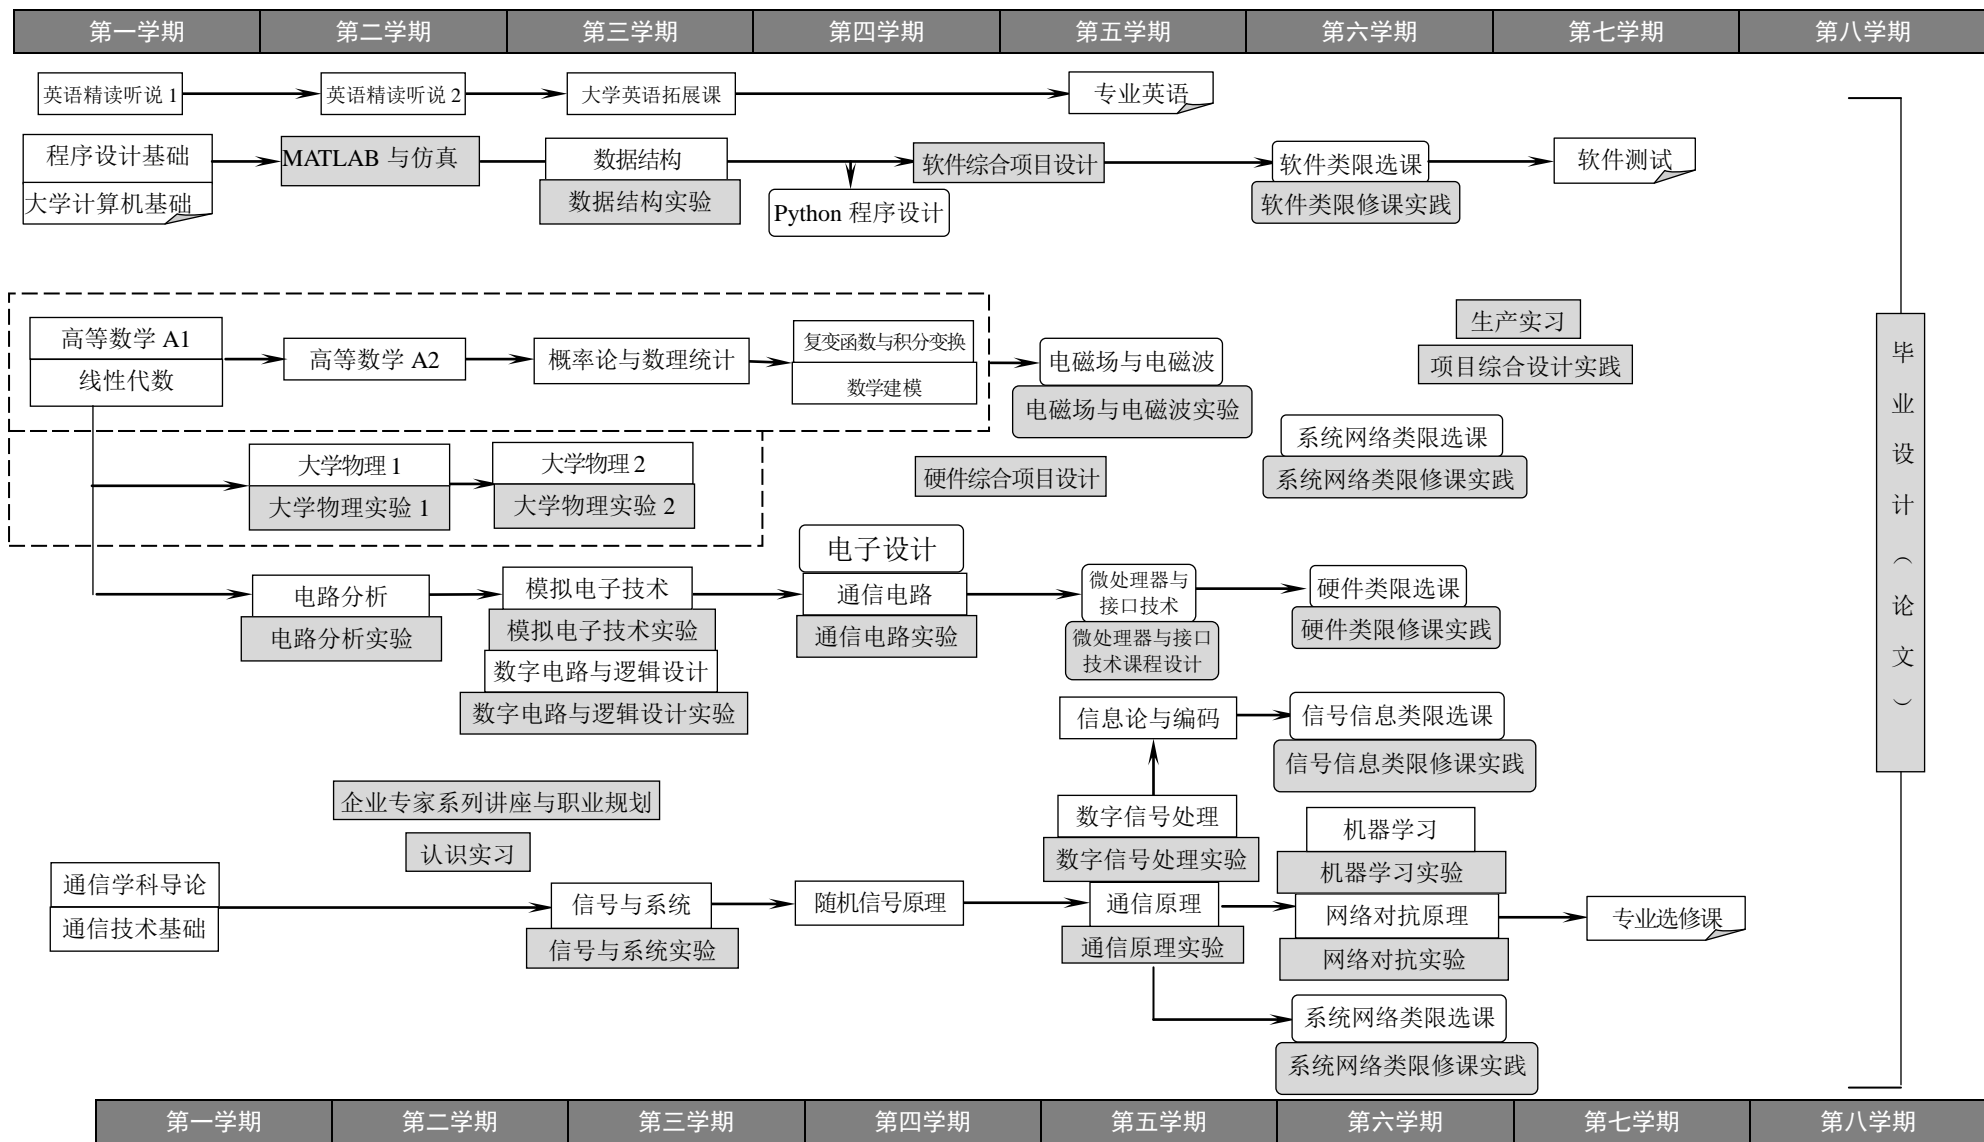 第一学期 第二学期 第三学期 第四学期 第五学期 第六学期 第七学期 第八学期
英语精读听说 1
英语精读听说 2
大学英语拓展课
专业英语
程序设计基础
大学计算机基础
MATLAB 与仿真
数据结构
数据结构实验
Python 程序设计
软件综合项目设计
软件类限选课
软件类限修课实践
软件测试
高等数学 A1
线性代数
高等数学 A2
概率论与数理统计
复变函数与积分变换
数学建模
电磁场与电磁波
电磁场与电磁波实验
生产实习
项目综合设计实践
大学物理 1
大学物理实验 1
大学物理 2
大学物理实验 2
硬件综合项目设计
系统网络类限选课
系统网络类限修课实践
电路分析
电路分析实验
模拟电子技术
模拟电子技术实验
数字电路与逻辑设计
数字电路与逻辑设计实验
电子设计
通信电路
通信电路实验
微处理器与
接口技术
微处理器与接口
技术课程设计
硬件类限选课
硬件类限修课实践
信息论与编码
信号信息类限选课
信号信息类限修课实践
企业专家系列讲座与职业规划
认识实习
数字信号处理
数字信号处理实验
机器学习
机器学习实验
通信学科导论
通信技术基础
信号与系统
信号与系统实验
随机信号原理
通信原理
通信原理实验
网络对抗原理
网络对抗实验
专业选修课
系统网络类限选课
系统网络类限修课实践
毕业设计（论文）
第一学期 第二学期 第三学期 第四学期 第五学期 第六学期 第七学期 第八学期